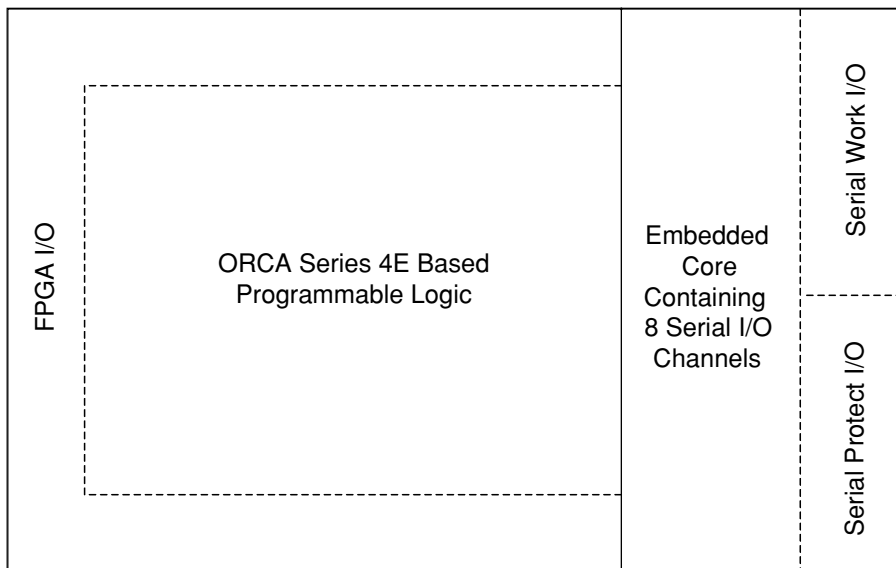 FPGA I/O
ORCA Series 4E Based
Programmable Logic
Embedded
Core
Containing
8 Serial I/O
Channels
Serial Work I/O
Serial Protect I/O